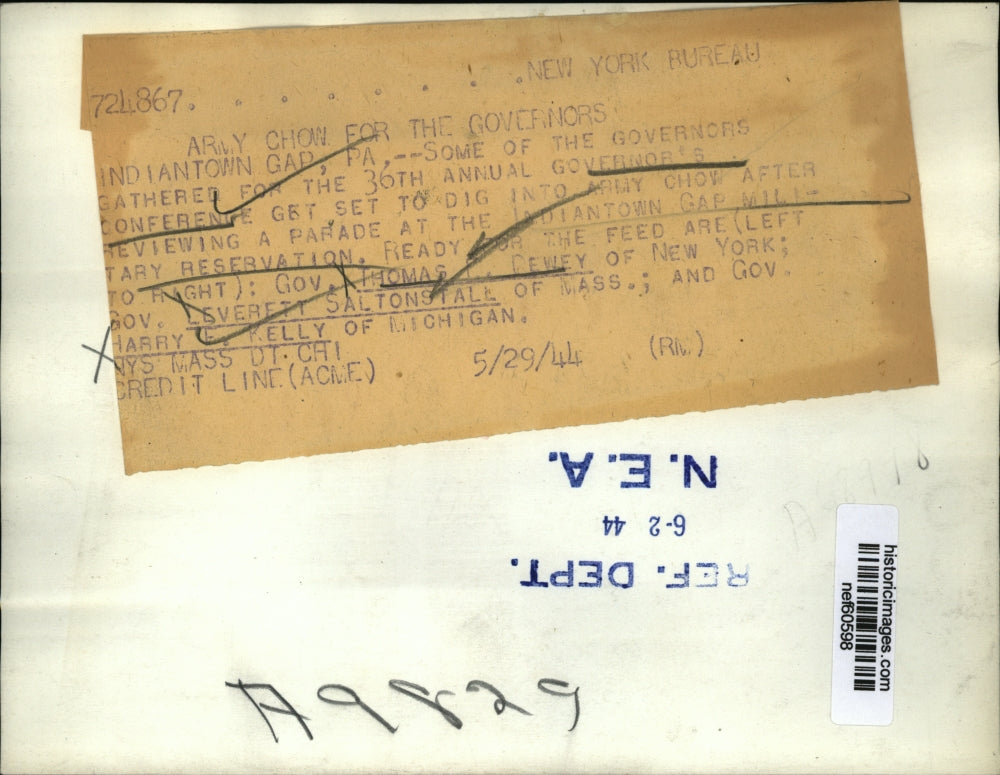 724867. . . . . . . . .NEW YORK BUREAU
ARMY CHOW FOR THE GOVERNORS
INDIANTOWN GAP, PA,--SOME OF THE GOVERNORS
GATHERED FOR THE 36TH ANNUAL GOVERNOR'S
CONFERENCE GET SET TO DIG INTO ARMY CHOW AFTER
REVIEWING A PARADE AT THE INDIANTOWN GAP MILI-
TARY RESERVATION. READY FOR THE FEED ARE (LEFT
TO RIGHT): GOV. THOMAS DEWEY OF NEW YORK;
GOV. LEVERETT SALTONSTALL OF MASS.; AND GOV.
HARRY KELLY OF MICHIGAN.
NYS MASS DT CHI
CREDIT LINE (ACME) 5/29/44 (RM)
N.E.A.
6-2 44
REF. DEPT.
historicimages.com
nef60598
A9829